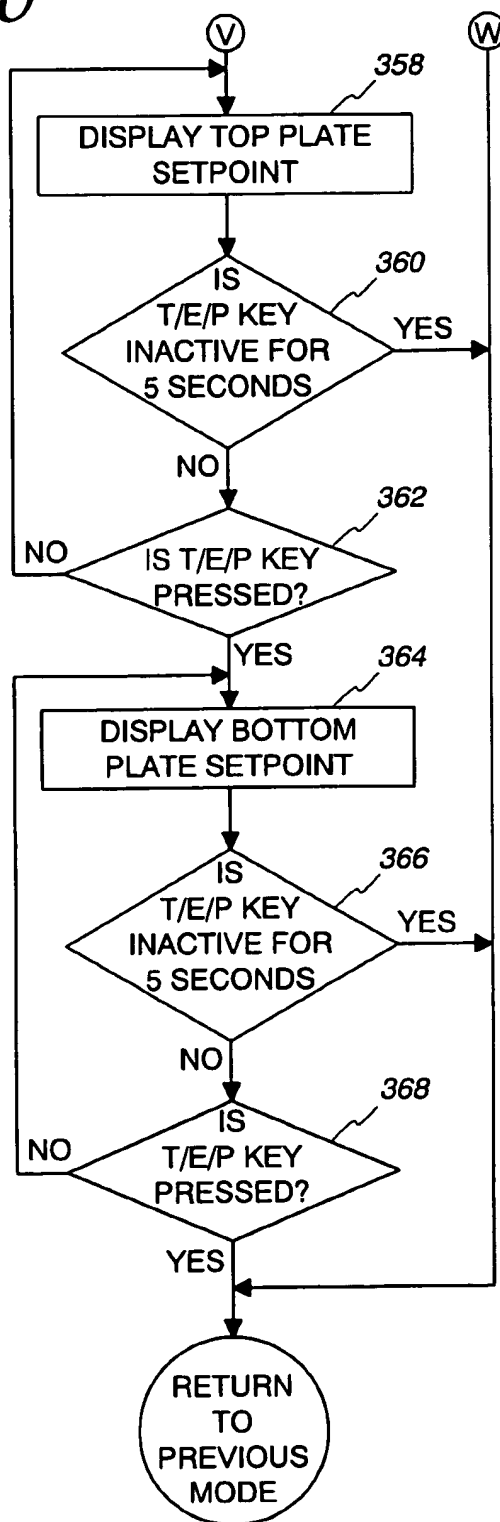 V
W
358
DISPLAY TOP PLATE
SETPOINT
360
IS
T/E/P KEY
INACTIVE FOR
5 SECONDS
YES
NO
362
NO
IS T/E/P KEY
PRESSED?
YES
364
DISPLAY BOTTOM
PLATE SETPOINT
366
IS
T/E/P KEY
INACTIVE FOR
5 SECONDS
YES
NO
368
NO
IS
T/E/P KEY
PRESSED?
YES
RETURN
TO
PREVIOUS
MODE